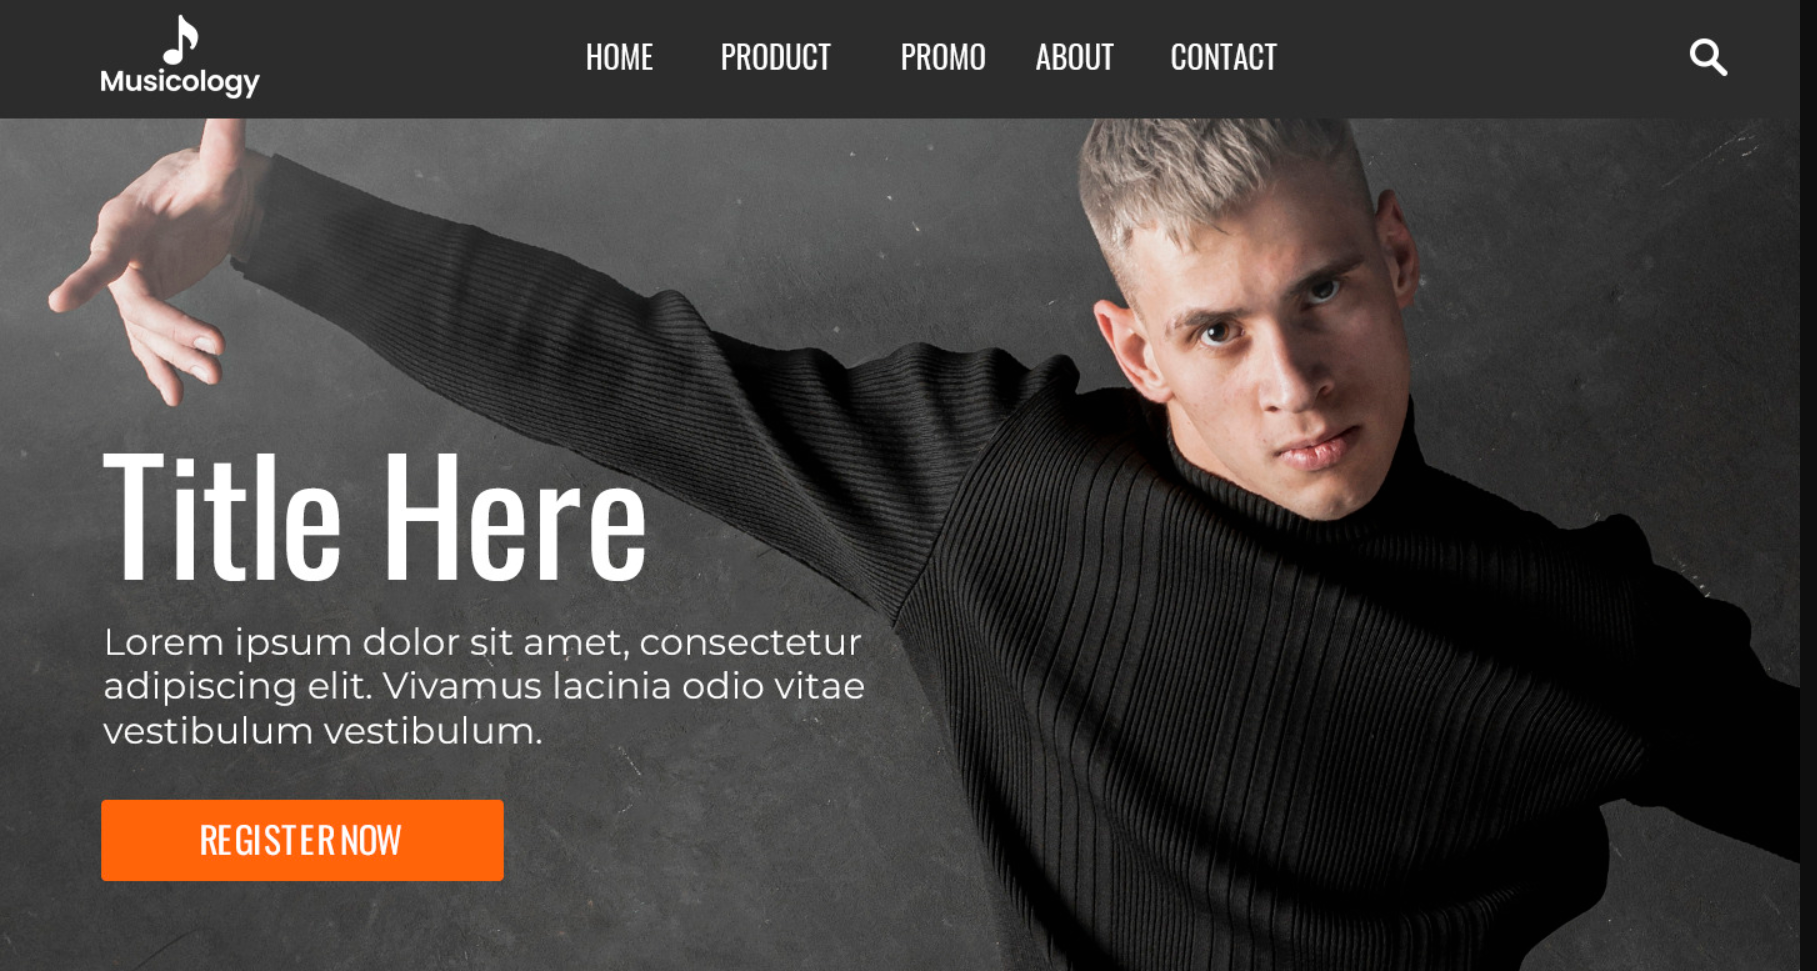 Musicology
HOME PRODUCT PROMO ABOUT CONTACT
Title Here
Lorem ipsum dolor sit amet, consectetur
adipiscing elit. Vivamus lacinia odio vitae
vestibulum vestibulum.
REGISTER NOW